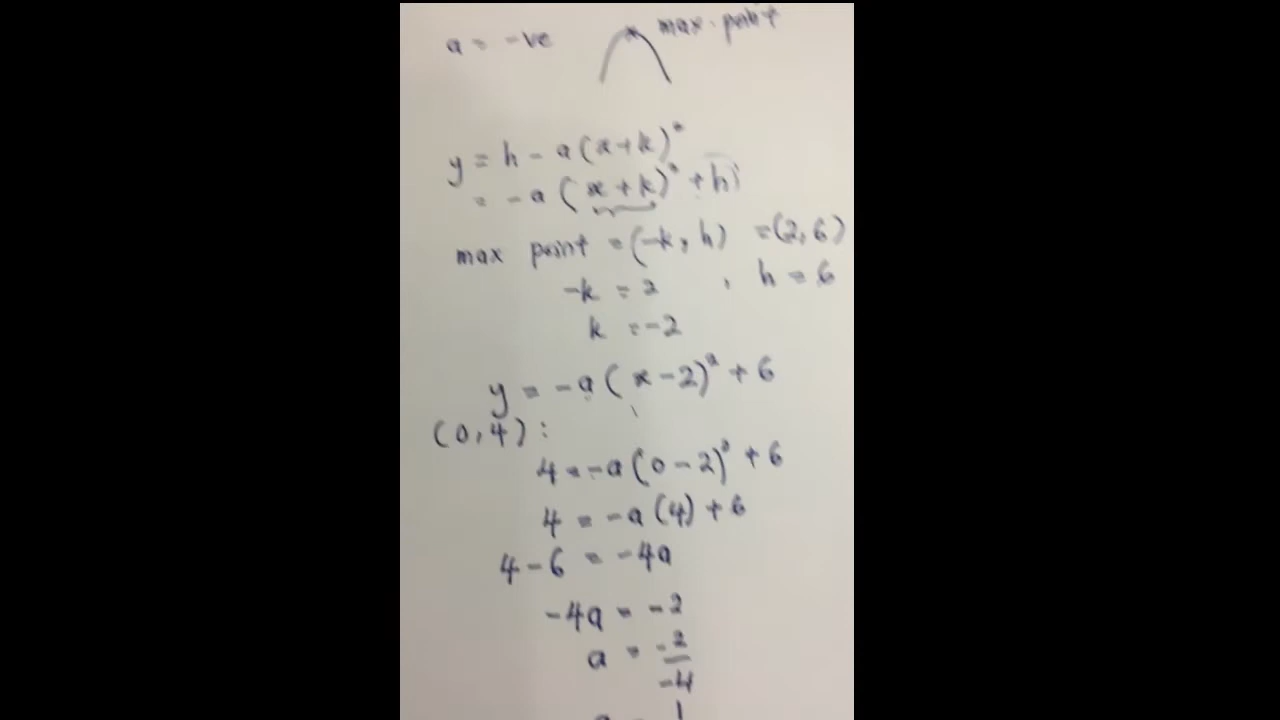 a = -ve max. point
y = h - a(x+k)²
= -a(x+k)² + h
max point = (-k, h) = (2,6)
-k = 2 , h = 6
k = -2
y = -a(x-2)² + 6
(0,4):
4 = -a(0-2)² + 6
4 = -a(4) + 6
4-6 = -4a
-4a = -2
a = -2/-4